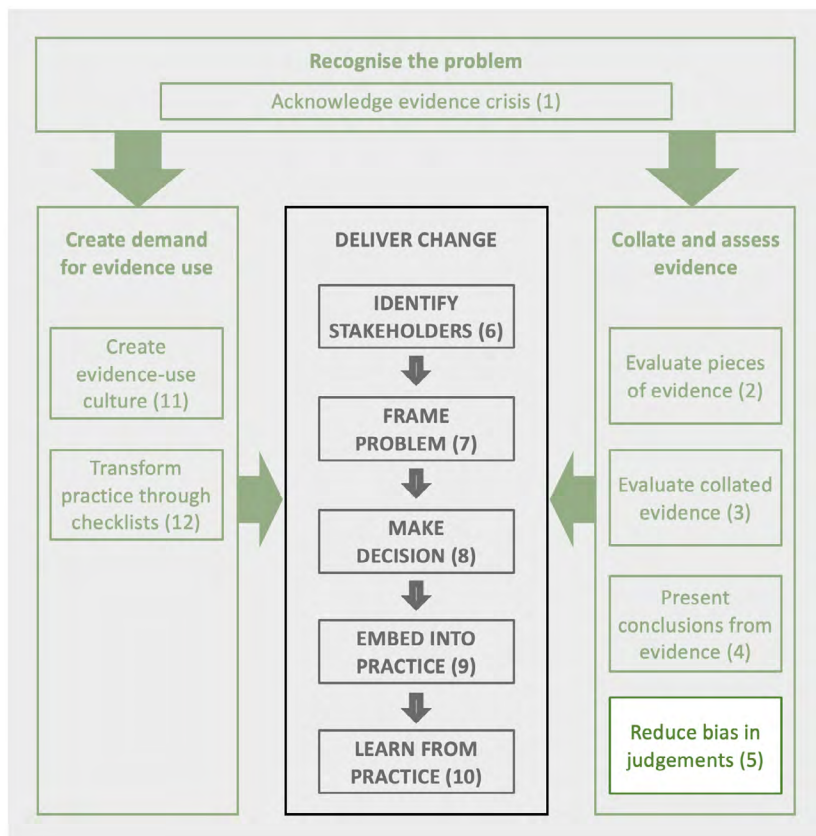 Recognise the problem
Acknowledge evidence crisis (1)
Create demand
for evidence use
Create
evidence-use
culture (11)
Transform
practice through
checklists (12)
DELIVER CHANGE
IDENTIFY
STAKEHOLDERS (6)
FRAME
PROBLEM (7)
MAKE
DECISION (8)
EMBED INTO
PRACTICE (9)
LEARN FROM
PRACTICE (10)
Collate and assess
evidence
Evaluate pieces
of evidence (2)
Evaluate collated
evidence (3)
Present
conclusions from
evidence (4)
Reduce bias in
judgements (5)